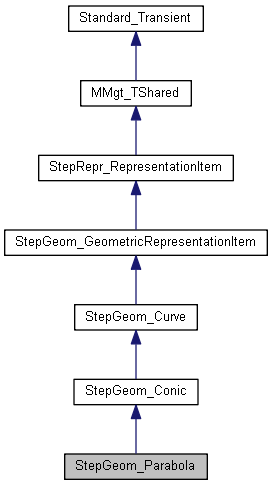 Standard_Transient
MMgt_TShared
StepRepr_RepresentationItem
StepGeom_GeometricRepresentationItem
StepGeom_Curve
StepGeom_Conic
StepGeom_Parabola